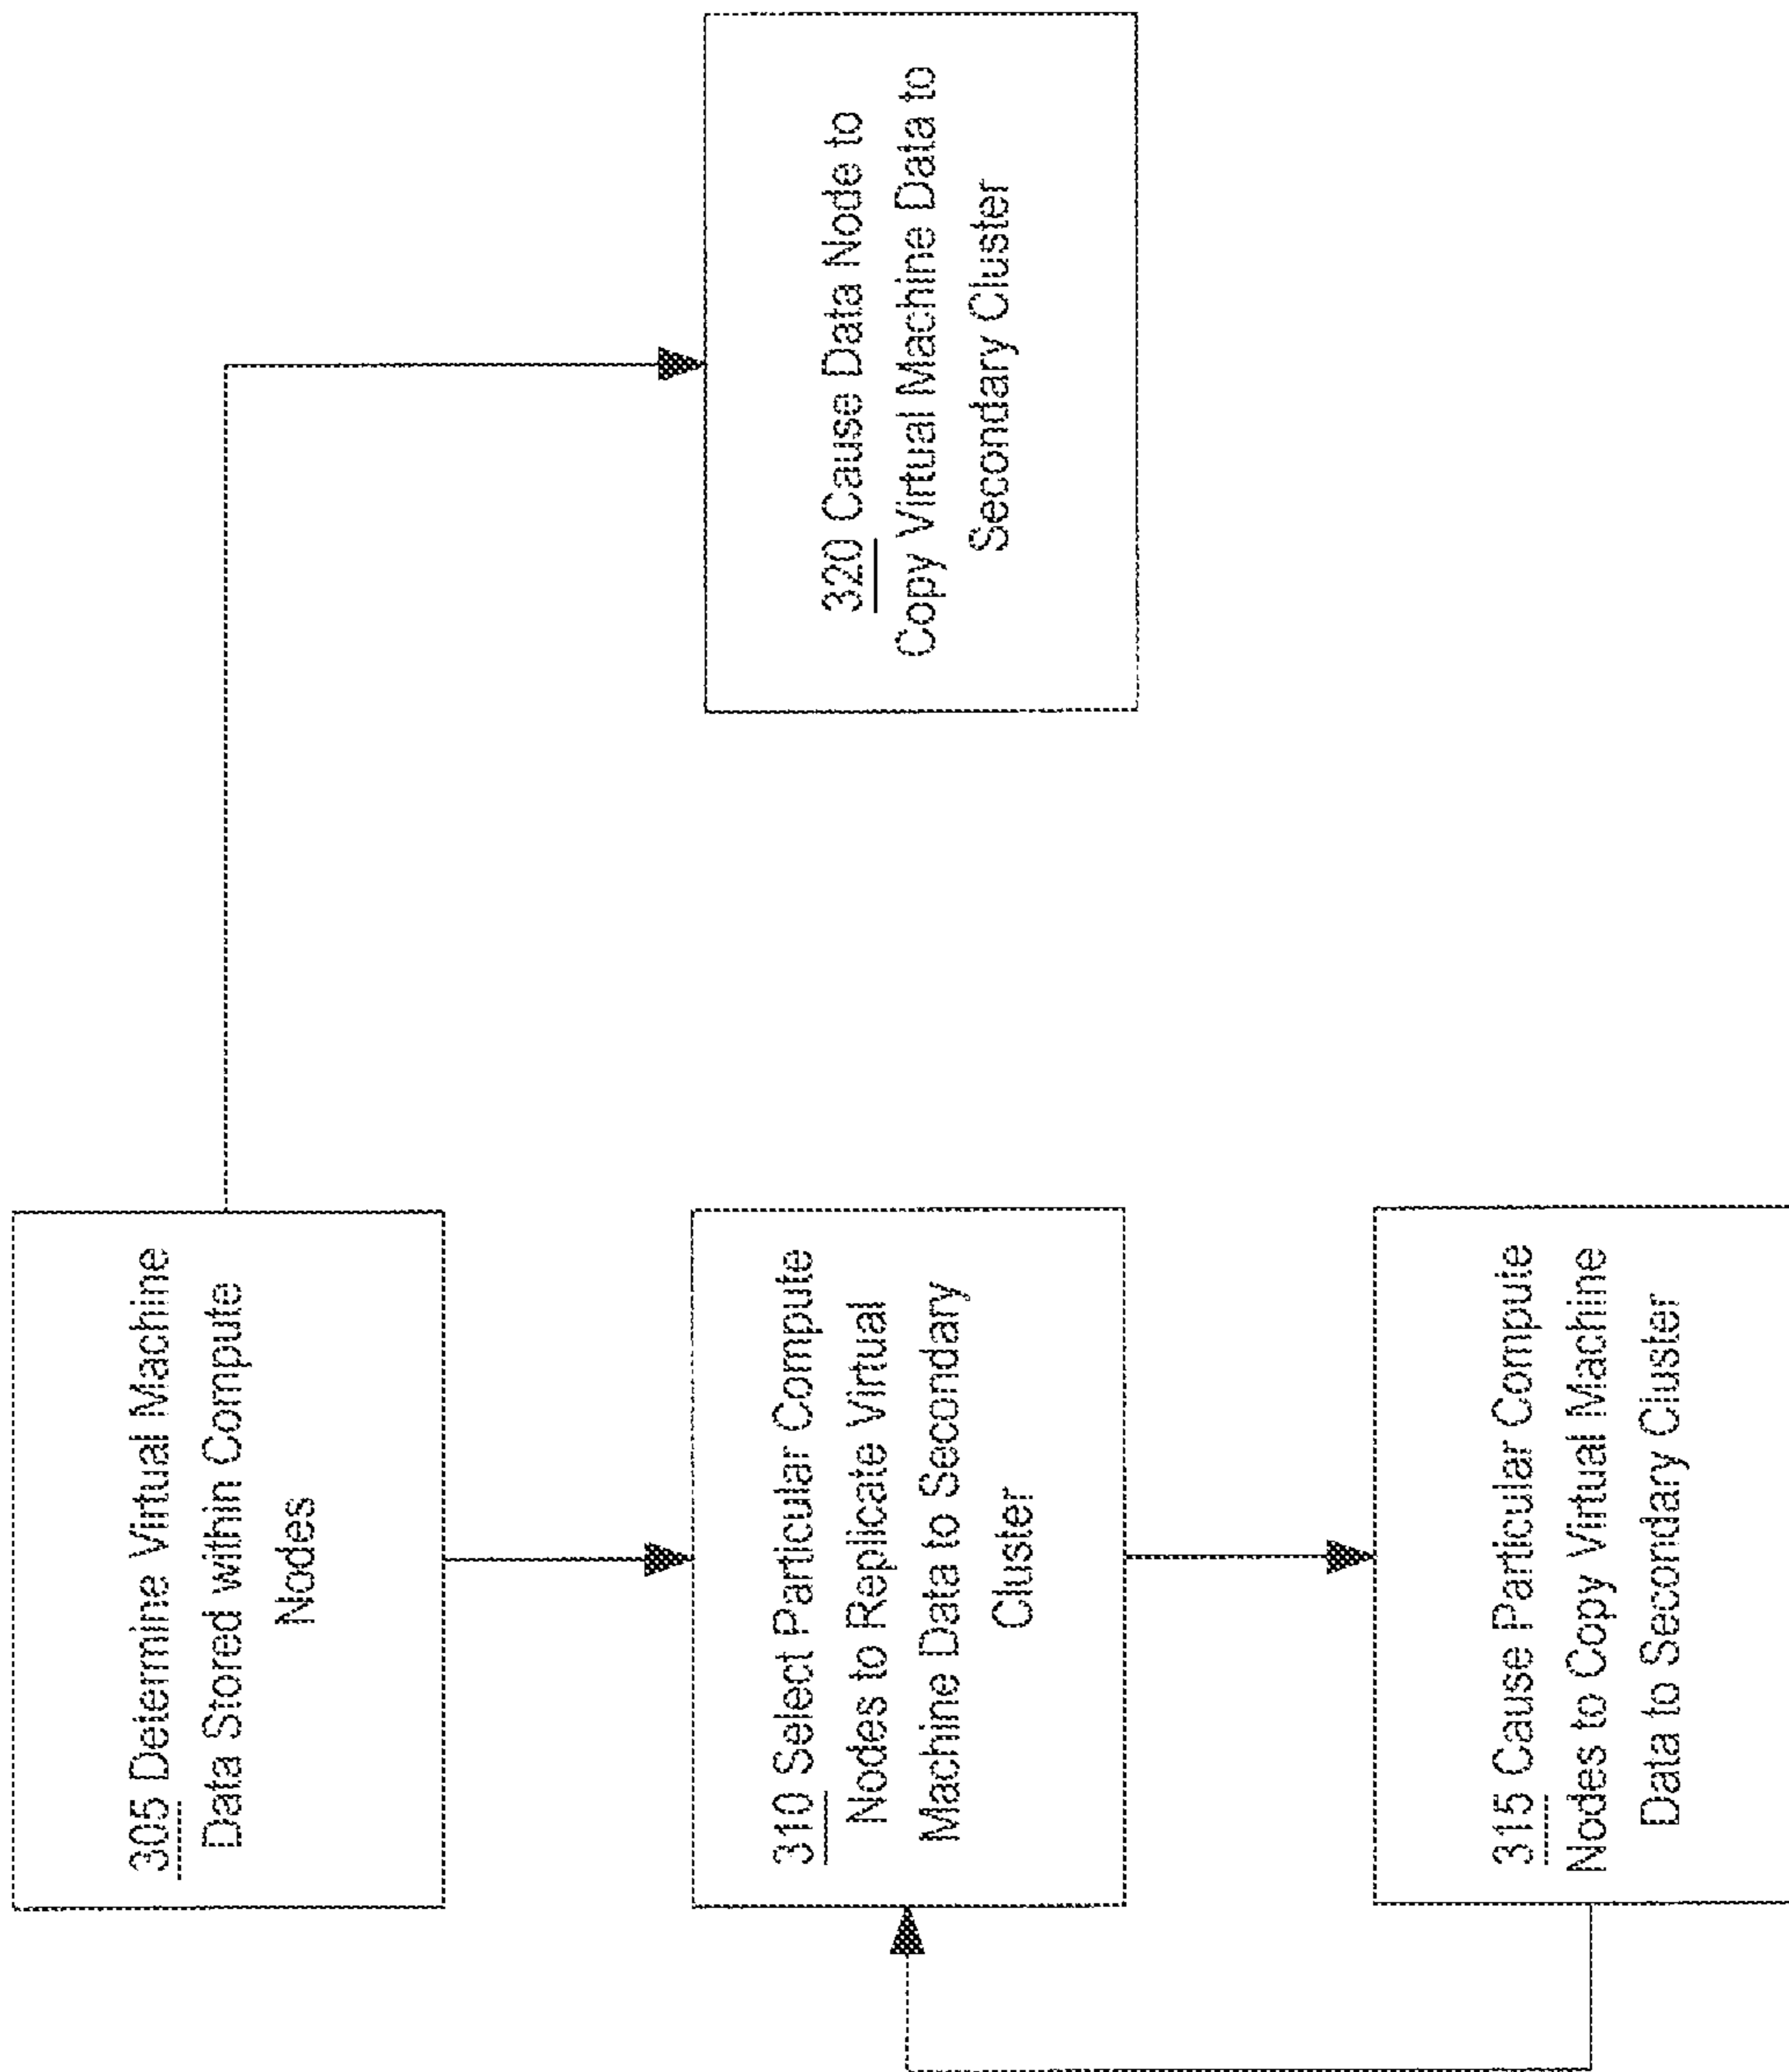 305 Determine Virtual Machine
Data Stored within Compute
Nodes
310 Select Particular Compute
Nodes to Replicate Virtual
Machine Data to Secondary
Cluster
315 Cause Particular Compute
Nodes to Copy Virtual Machine
Data to Secondary Cluster
320 Cause Data Node to
Copy Virtual Machine Data to
Secondary Cluster